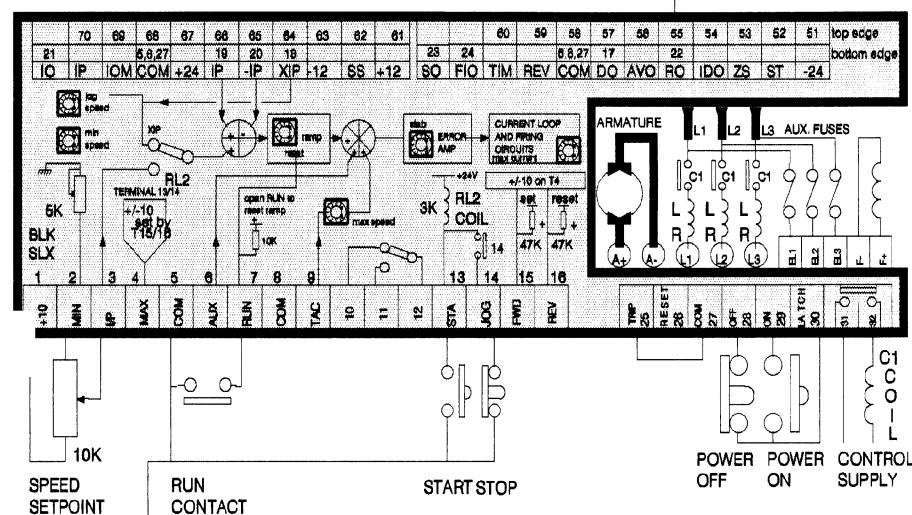 70 69 68 67 66 65 64 63 62 61 60 59 58 57 56 55 54 53 52 51 top edge
21 5,6,27 19 20 18 23 24 5,8,27 17 22 bottom edge
IO IP IOM COM +24 IP -IP XIP -12 SS +12 SO FIO TIM REV COM DO AVO RO IDO ZS ST -24
jog
speed
min
speed
XIP
RL2
+
-
+
ramp
reset
stab
ERROR
AMP
CURRENT LOOP
AND FIRING
CIRCUITS
max current
ARMATURE
L1 L2 L3 AUX. FUSES
C1 C1 C1
L L L
R R R
A+ A- L1 L2 L3 EL1 EL2 EL3 F- F+
5K
BLK
SLX
TERMINAL 13/14
+/-10
set by
T15/16
open RUN to
reset ramp
+
10K
max speed
+24V
3K
RL2
COIL
14
+/-10 on T4
set reset
+ +
47K 47K
1 2 3 4 5 6 7 8 9 10 11 12 13 14 15 16
+10 MIN I/P MAX COM AUX RUN COM TAC STA JOG FWD REV
TRIP 25 RESET 26 COM 27 OFF 28 ON 29 LATCH 30 31 32
10K
SPEED
SETPOINT
RUN
CONTACT
START STOP
POWER
OFF
POWER
ON
CONTROL
SUPPLY
C1
C
O
I
L